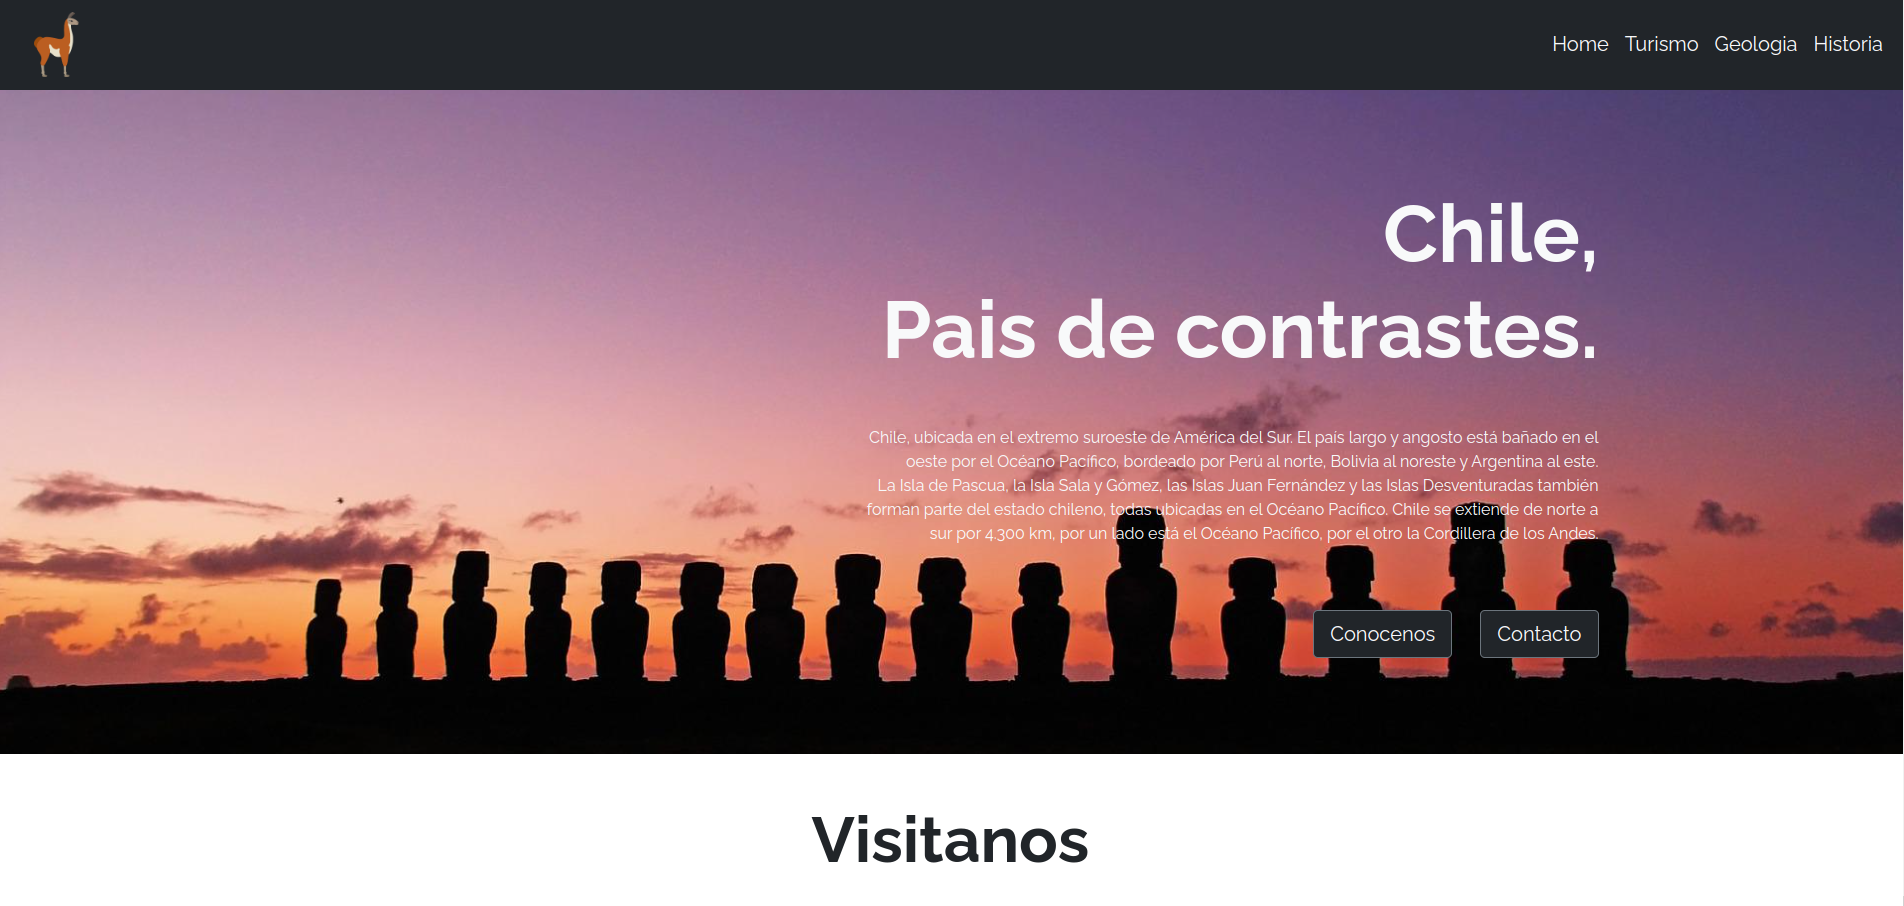 Home Turismo Geologia Historia
Chile,
Pais de contrastes.
Chile, ubicada en el extremo suroeste de América del Sur. El país largo y angosto está bañado en el
oeste por el Océano Pacífico, bordeado por Perú al norte, Bolivia al noreste y Argentina al este.
La Isla de Pascua, la Isla Sala y Gómez, las Islas Juan Fernández y las Islas Desventuradas también
forman parte del estado chileno, todas ubicadas en el Océano Pacífico. Chile se extiende de norte a
sur por 4.300 km, por un lado está el Océano Pacífico, por el otro la Cordillera de los Andes.
Conocenos Contacto
Visitanos